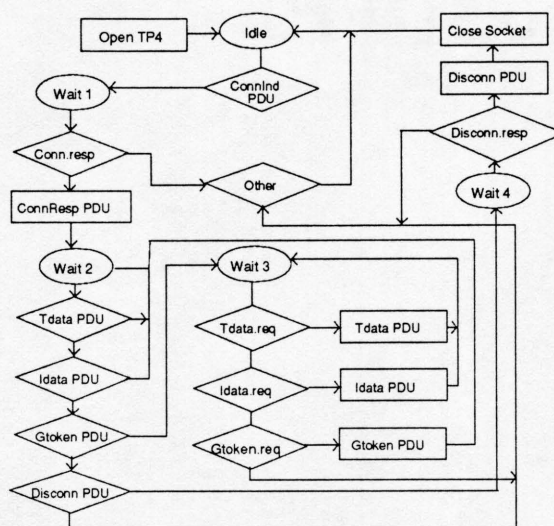 Open TP4
Idle
Close Socket
Wait 1
ConnInd
PDU
Disconn PDU
Conn.resp
Other
Disconn.resp
ConnResp PDU
Wait 4
Wait 2
Wait 3
Tdata PDU
Tdata.req
Tdata PDU
Idata PDU
Idata.req
Idata PDU
Gtoken PDU
Gtoken.req
Gtoken PDU
Disconn PDU